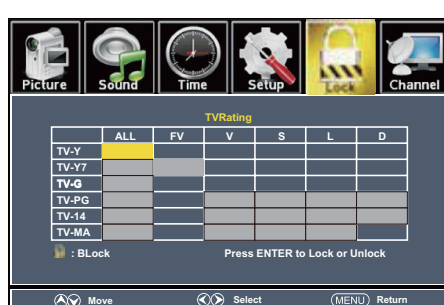 Picture Sound Time Setup Lock Channel
TVRating
ALL FV V S L D
TV-Y
TV-Y7
TV-G
TV-PG
TV-14
TV-MA
: BLock Press ENTER to Lock or Unlock
Move Select MENU Return